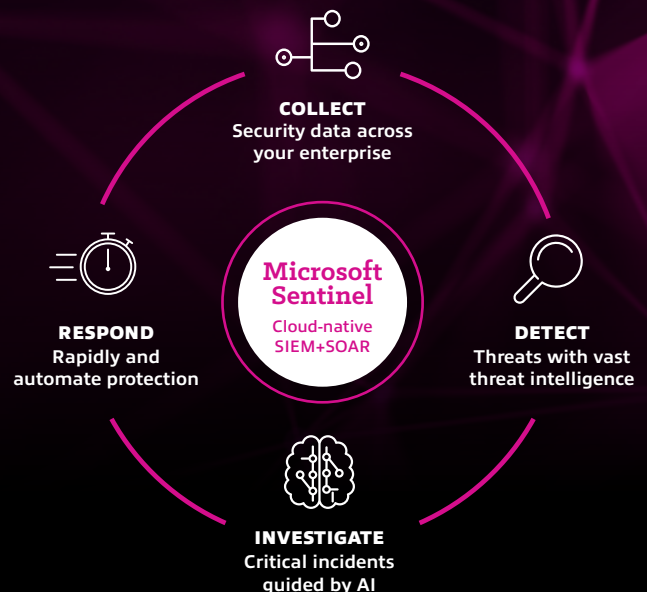 COLLECT
Security data across
your enterprise
Microsoft
Sentinel
Cloud-native
SIEM+SOAR
RESPOND
Rapidly and
automate protection
DETECT
Threats with vast
threat intelligence
INVESTIGATE
Critical incidents
guided by AI